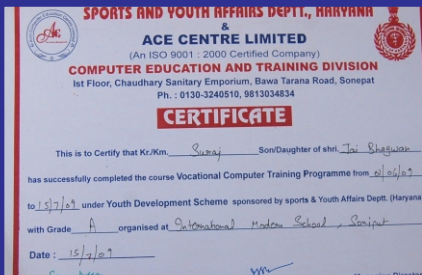 SPORTS AND YOUTH AFFAIRS DEPTT., HARYANA
&
ACE CENTRE LIMITED
(An ISO 9001 : 2000 Certified Company)
COMPUTER EDUCATION AND TRAINING DIVISION
Ist Floor, Chaudhary Sanitary Emporium, Bawa Tarana Road, Sonepat
Ph. : 0130-3240510, 9813034834
CERTIFICATE
This is to Certify that Kr./Km. Suraj Son/Daughter of shri. Jai Bhagwan
has successfully completed the course Vocational Computer Training Programme from 01/06/09
to 15/7/09 under Youth Development Scheme sponsored by sports & Youth Affairs Deptt. (Haryana
with Grade A organised at International Modern School, Sonipat
Date : 15/7/09